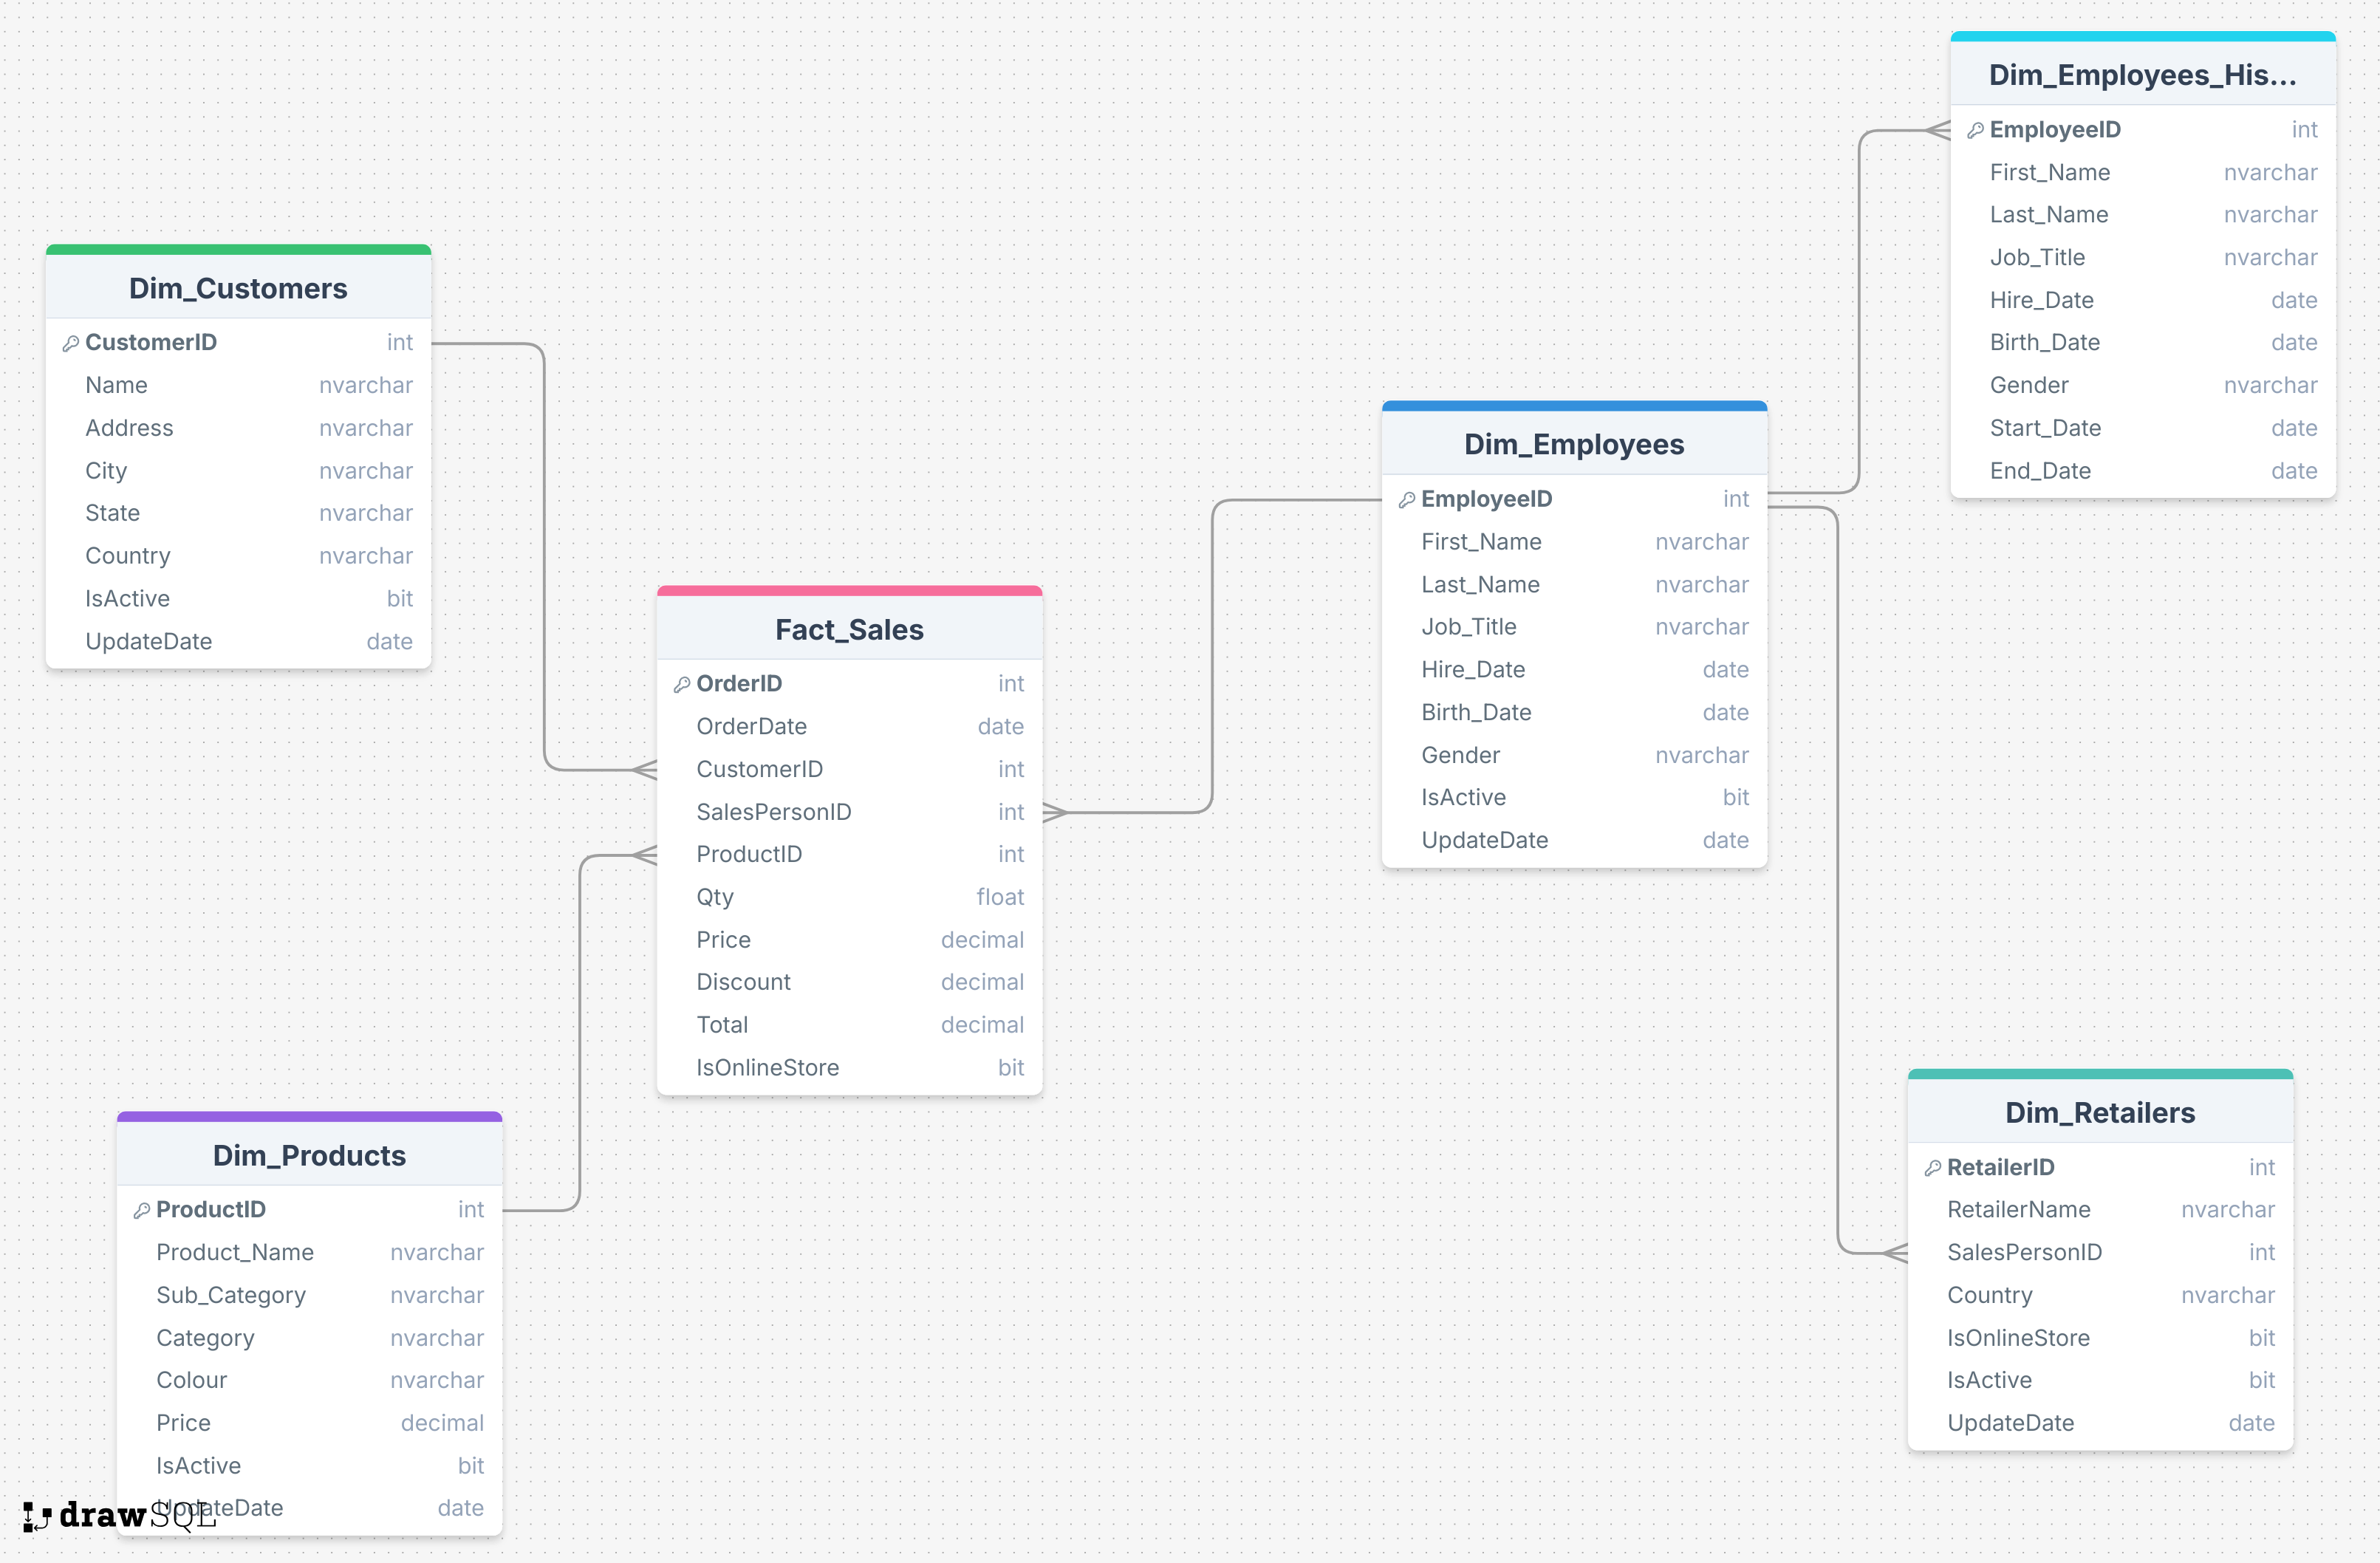 Dim_Employees_His...
EmployeeID int
First_Name nvarchar
Last_Name nvarchar
Job_Title nvarchar
Hire_Date date
Birth_Date date
Gender nvarchar
Start_Date date
End_Date date
Dim_Customers
CustomerID int
Name nvarchar
Address nvarchar
City nvarchar
State nvarchar
Country nvarchar
IsActive bit
UpdateDate date
Dim_Employees
EmployeeID int
First_Name nvarchar
Last_Name nvarchar
Job_Title nvarchar
Hire_Date date
Birth_Date date
Gender nvarchar
IsActive bit
UpdateDate date
Fact_Sales
OrderID int
OrderDate date
CustomerID int
SalesPersonID int
ProductID int
Qty float
Price decimal
Discount decimal
Total decimal
IsOnlineStore bit
Dim_Retailers
RetailerID int
RetailerName nvarchar
SalesPersonID int
Country nvarchar
IsOnlineStore bit
IsActive bit
UpdateDate date
Dim_Products
ProductID int
Product_Name nvarchar
Sub_Category nvarchar
Category nvarchar
Colour nvarchar
Price decimal
IsActive bit
UpdateDate date
drawSQL